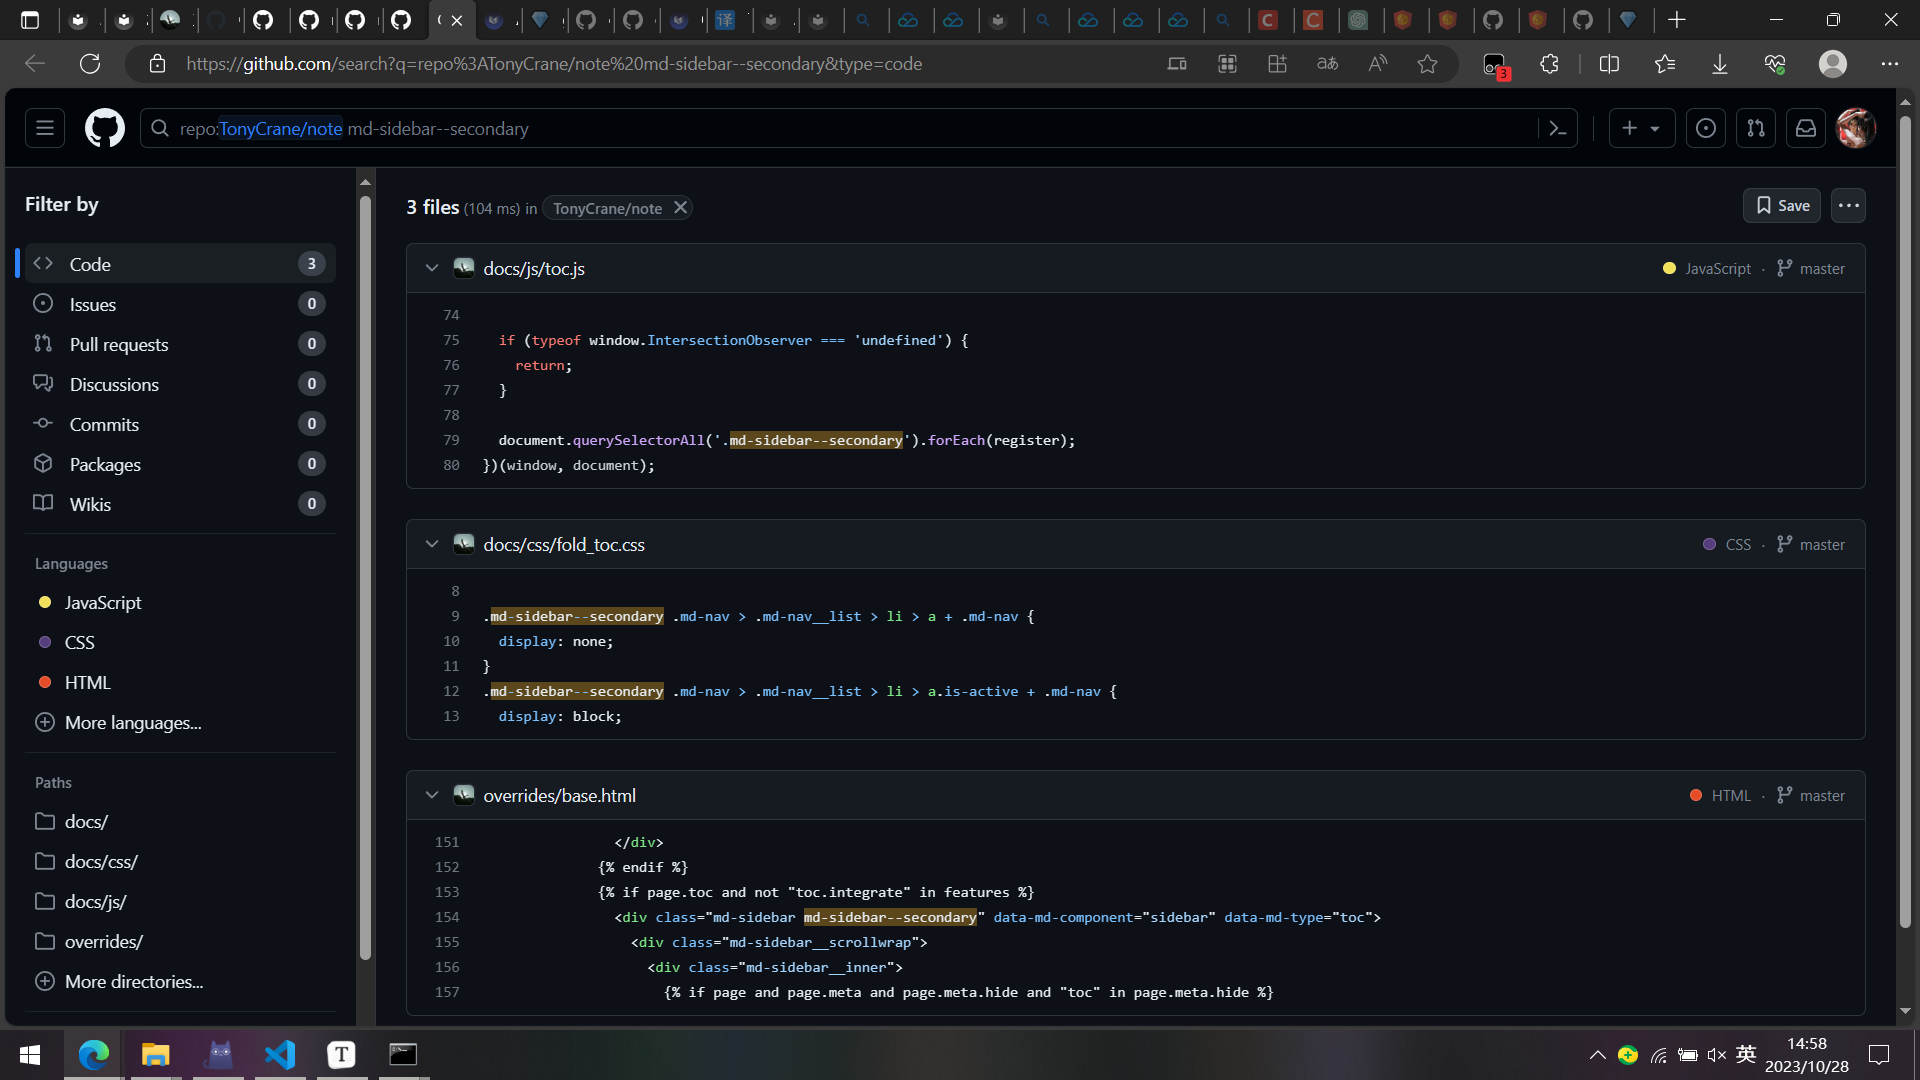 https://github.com/search?q=repo%3ATonyCrane/note%20md-sidebar--secondary&type=code
3
repo:TonyCrane/note md-sidebar--secondary
Filter by
Code 3
Issues 0
Pull requests 0
Discussions 0
Commits 0
Packages 0
Wikis 0
Languages
JavaScript
CSS
HTML
More languages...
Paths
docs/
docs/css/
docs/js/
overrides/
More directories...
3 files (104 ms) in TonyCrane/note
Save
docs/js/toc.js JavaScript · master
74
75 if (typeof window.IntersectionObserver === 'undefined') {
76 return;
77 }
78
79 document.querySelectorAll('.md-sidebar--secondary').forEach(register);
80 })(window, document);
docs/css/fold_toc.css CSS · master
8
9 .md-sidebar--secondary .md-nav > .md-nav__list > li > a + .md-nav {
10 display: none;
11 }
12 .md-sidebar--secondary .md-nav > .md-nav__list > li > a.is-active + .md-nav {
13 display: block;
overrides/base.html HTML · master
151 </div>
152 {% endif %}
153 {% if page.toc and not "toc.integrate" in features %}
154 <div class="md-sidebar md-sidebar--secondary" data-md-component="sidebar" data-md-type="toc">
155 <div class="md-sidebar__scrollwrap">
156 <div class="md-sidebar__inner">
157 {% if page and page.meta and page.meta.hide and "toc" in page.meta.hide %}
T
英
14:58
2023/10/28